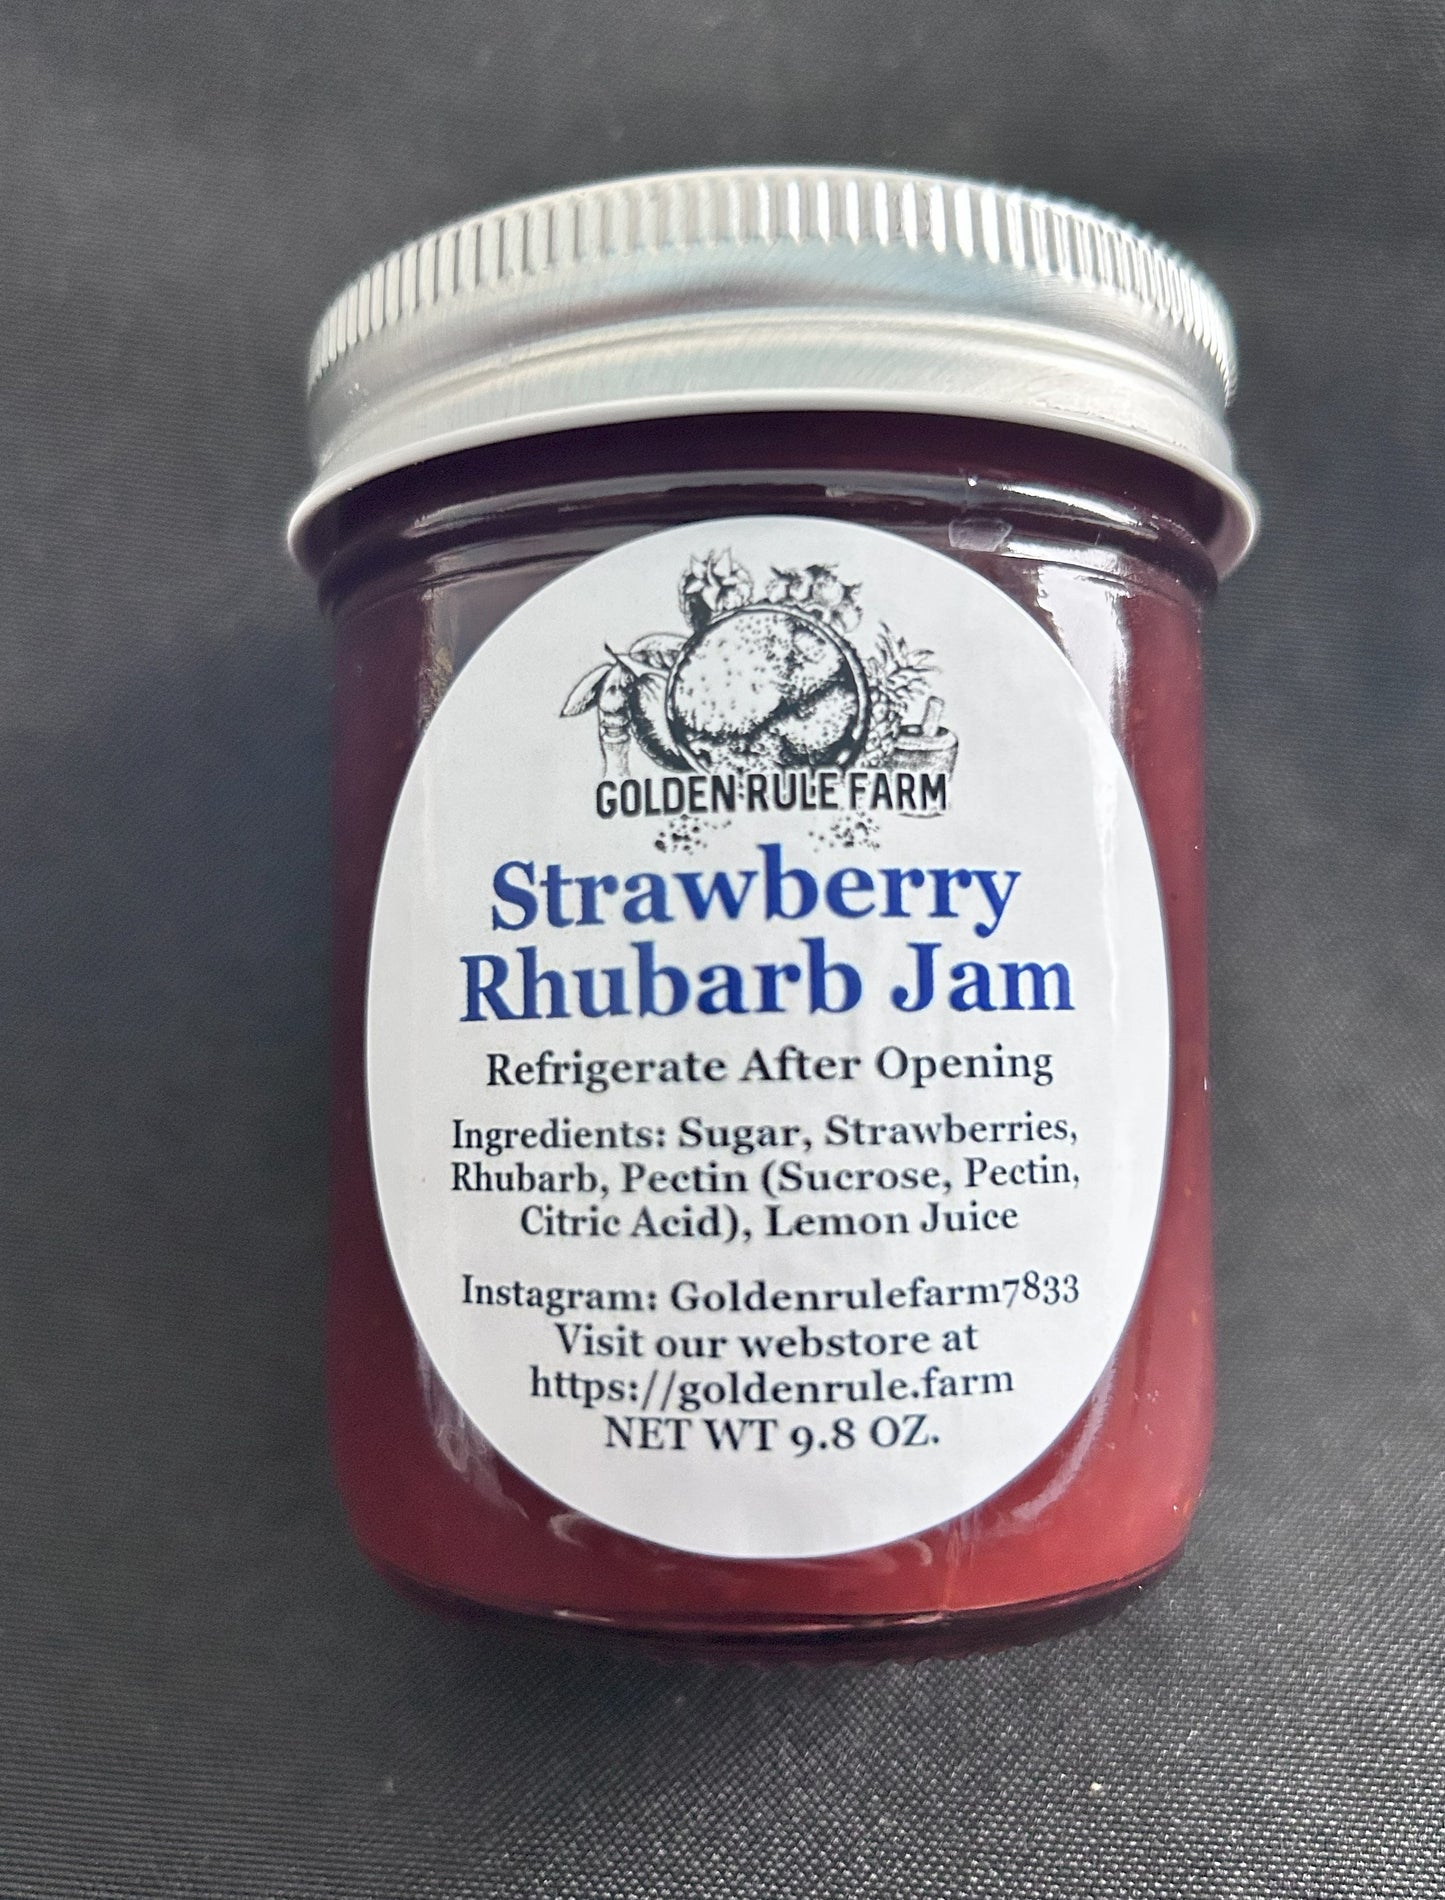 GOLDEN RULE FARM
Strawberry
Rhubarb Jam
Refrigerate After Opening
Ingredients: Sugar, Strawberries,
Rhubarb, Pectin (Sucrose, Pectin,
Citric Acid), Lemon Juice
Instagram: Goldenrulefarm7833
Visit our webstore at
https://goldenrule.farm
NET WT 9.8 OZ.